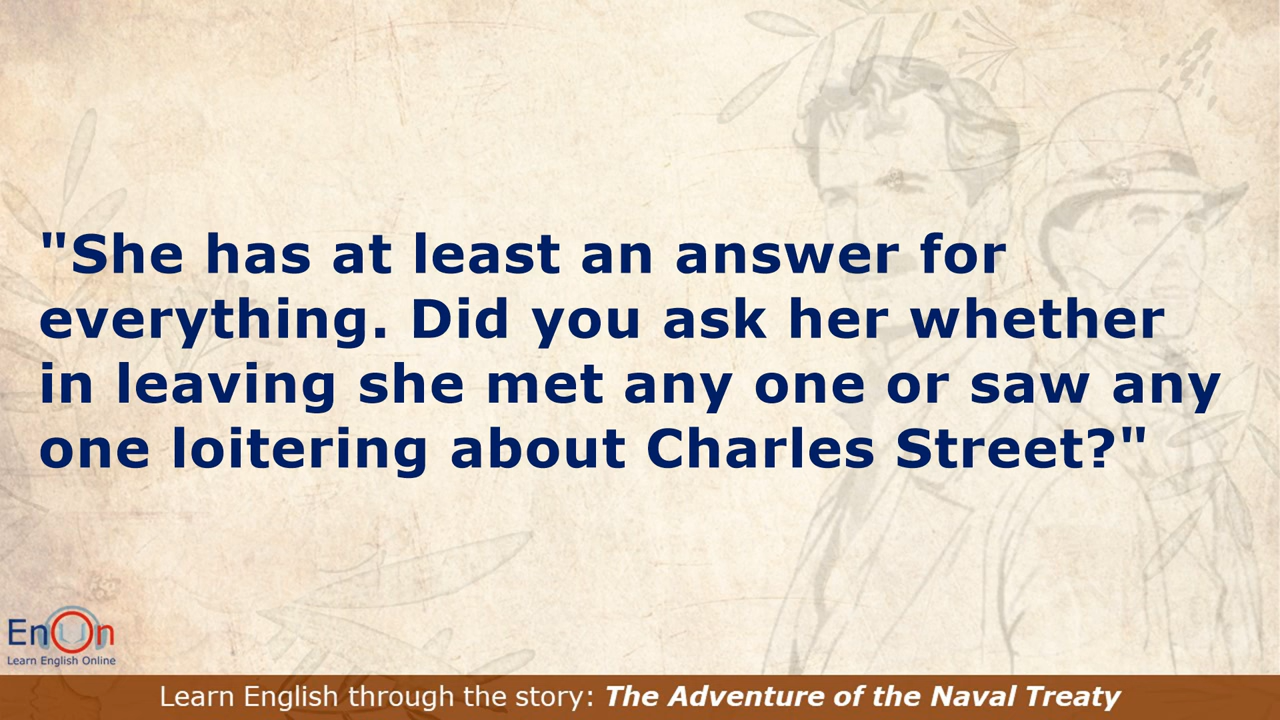 "She has at least an answer for
everything. Did you ask her whether
in leaving she met any one or saw any
one loitering about Charles Street?"
EnOn
Learn English Online
Learn English through the story: The Adventure of the Naval Treaty